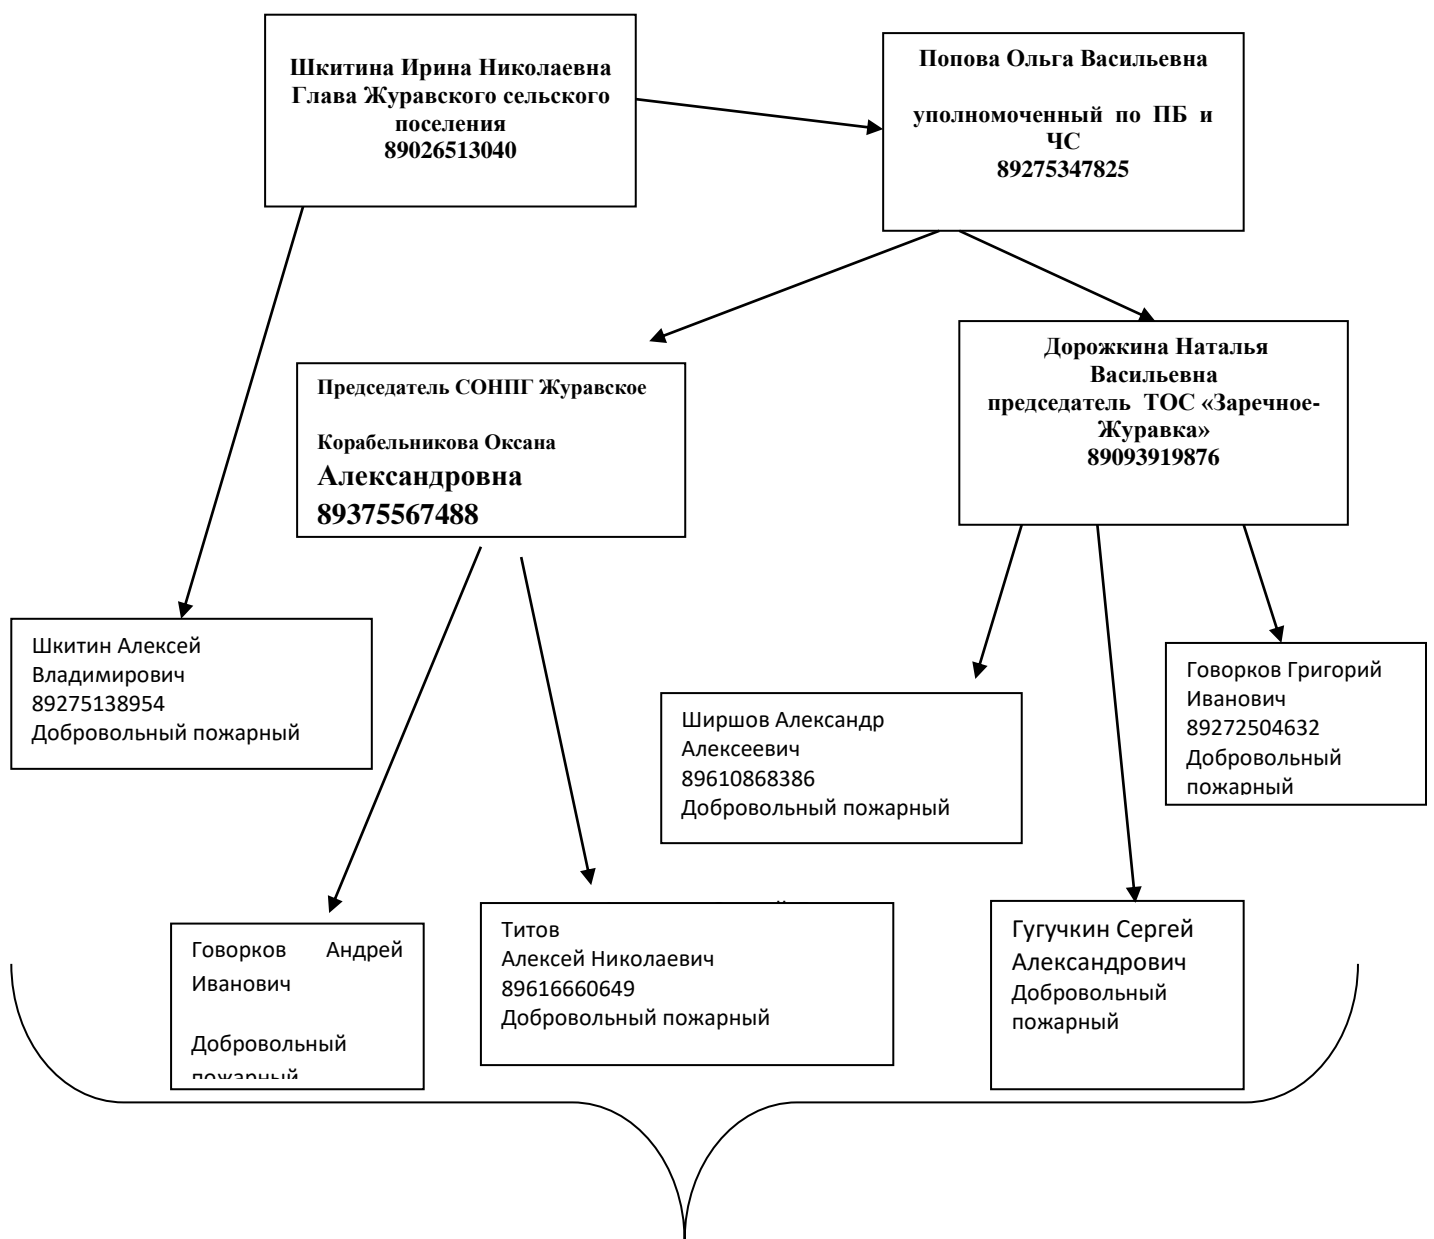 Шкитина Ирина Николаевна
Глава Журавского сельского
поселения
89026513040
Попова Ольга Васильевна
уполномоченный по ПБ и
ЧС
89275347825
Председатель СОНПГ Журавское
Корабельникова Оксана
Александровна
89375567488
Дорожкина Наталья
Васильевна
председатель ТОС «Заречное-
Журавка»
89093919876
Шкитин Алексей
Владимирович
89275138954
Добровольный пожарный
Ширшов Александр
Алексеевич
89610868386
Добровольный пожарный
Говорков Григорий
Иванович
89272504632
Добровольный
пожарный
Говорков Андрей
Иванович
Добровольный
пожарный
Титов
Алексей Николаевич
89616660649
Добровольный пожарный
Гугучкин Сергей
Александрович
Добровольный
пожарный